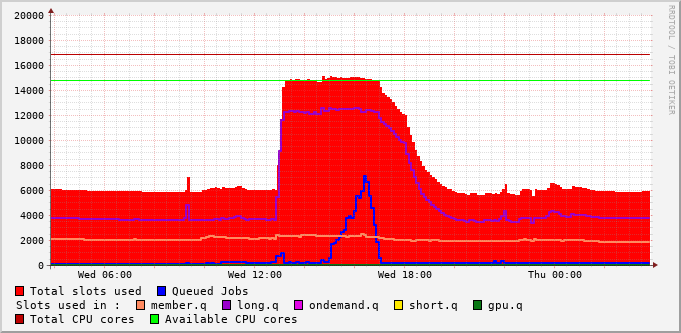 RRDTOOL / TOBI OETIKER
20000
18000
16000
14000
12000
10000
8000
6000
4000
2000
0
Wed 06:00 Wed 12:00 Wed 18:00 Thu 00:00
Total slots used Queued Jobs
Slots used in : member.q long.q ondemand.q short.q gpu.q
Total CPU cores Available CPU cores